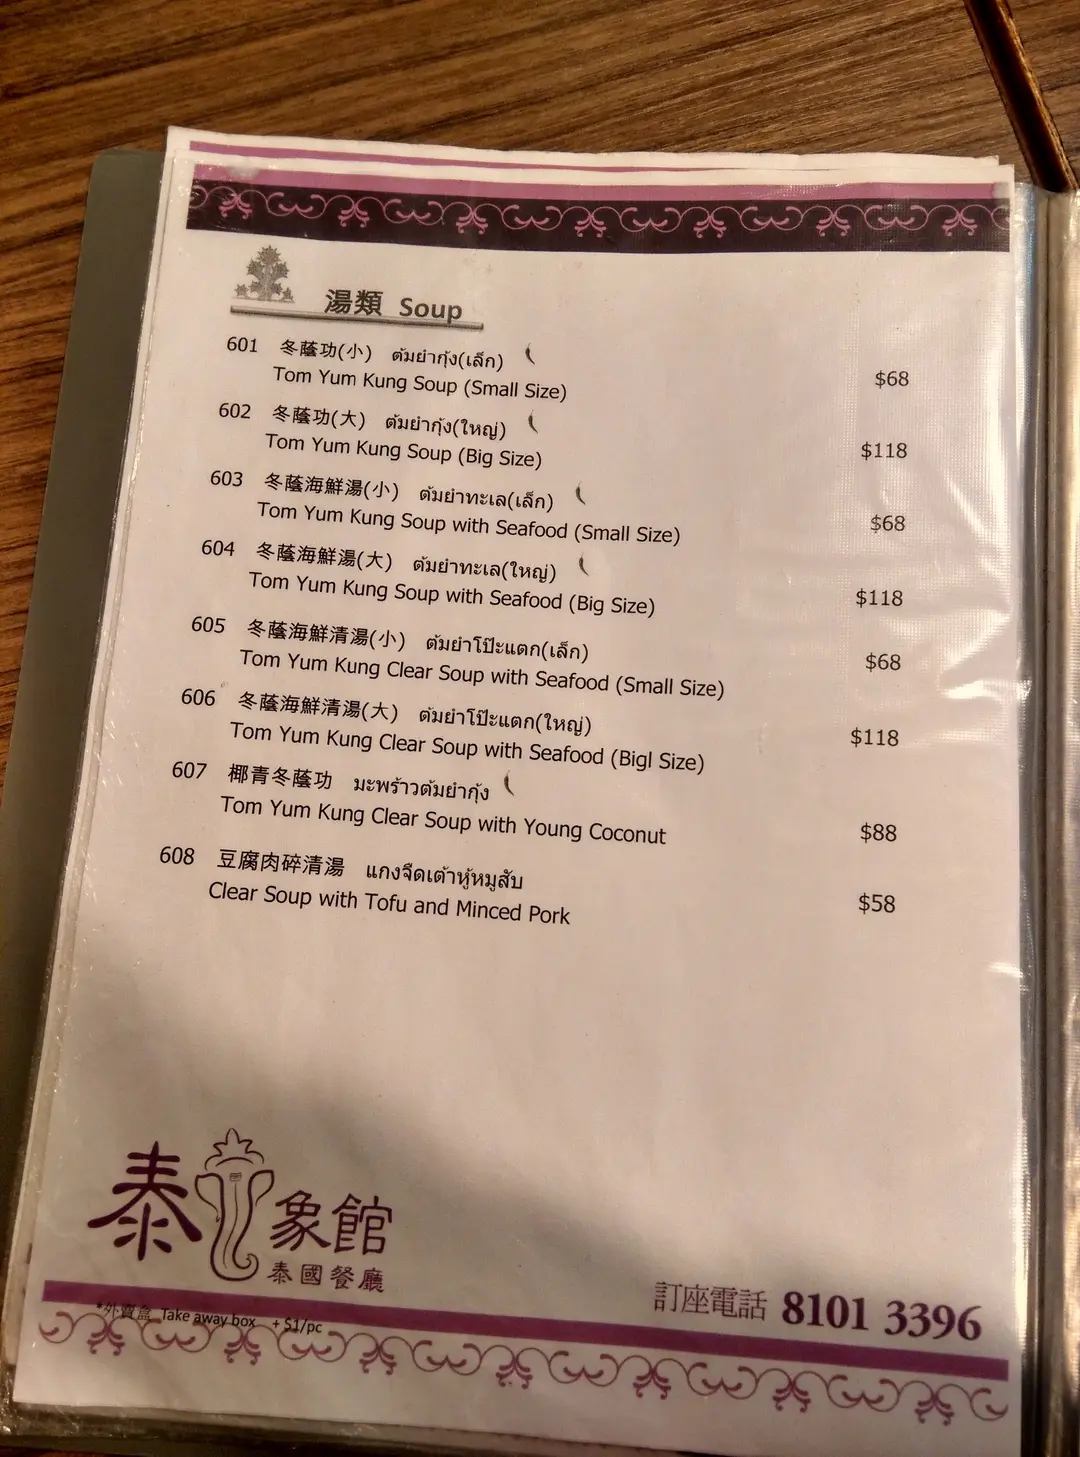 湯類 Soup
601 冬蔭功(小) ต้มยำกุ้ง(เล็ก)
Tom Yum Kung Soup (Small Size) $68
602 冬蔭功(大) ต้มยำกุ้ง(ใหญ่)
Tom Yum Kung Soup (Big Size) $118
603 冬蔭海鮮湯(小) ต้มยำทะเล(เล็ก)
Tom Yum Kung Soup with Seafood (Small Size) $68
604 冬蔭海鮮湯(大) ต้มยำทะเล(ใหญ่)
Tom Yum Kung Soup with Seafood (Big Size) $118
605 冬蔭海鮮清湯(小) ต้มยำโป๊ะแตก(เล็ก)
Tom Yum Kung Clear Soup with Seafood (Small Size) $68
606 冬蔭海鮮清湯(大) ต้มยำโป๊ะแตก(ใหญ่)
Tom Yum Kung Clear Soup with Seafood (Bigl Size) $118
607 椰青冬蔭功 มะพร้าวต้มยำกุ้ง
Tom Yum Kung Clear Soup with Young Coconut $88
608 豆腐肉碎清湯 แกงจืดเต้าหู้หมูสับ
Clear Soup with Tofu and Minced Pork $58
泰象館
泰國餐廳
訂座電話 8101 3396
*外賣盒 Take away box + $1/pc